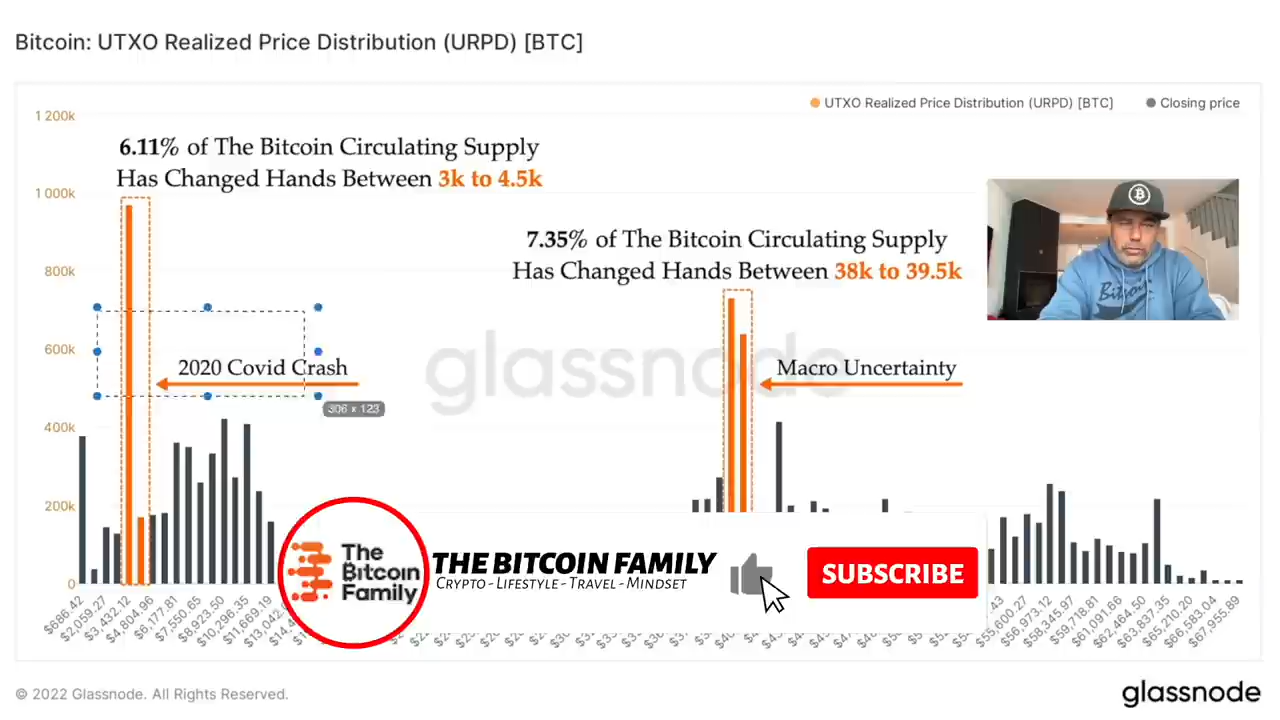 Bitcoin: UTXO Realized Price Distribution (URPD) [BTC]
UTXO Realized Price Distribution (URPD) [BTC] Closing price
1 200k
6.11% of The Bitcoin Circulating Supply
Has Changed Hands Between 3k to 4.5k
1 000k
7.35% of The Bitcoin Circulating Supply
Has Changed Hands Between 38k to 39.5k
800k
600k
glassnode
2020 Covid Crash
Macro Uncertainty
306 x 123
400k
200k
0
The
Bitcoin
Family
THE BITCOIN FAMILY
CRYPTO - LIFESTYLE - TRAVEL - MINDSET
SUBSCRIBE
$686.42
$2,059.27
$3,432.12
$4,804.96
$6,177.81
$7,550.65
$8,923.50
$10,296.35
$11,669.19
$55,600.27
$56,973.12
$58,345.97
$59,718.81
$61,091.66
$62,464.50
$63,837.35
$65,210.20
$66,583.04
$67,955.89
© 2022 Glassnode. All Rights Reserved.
glassnode